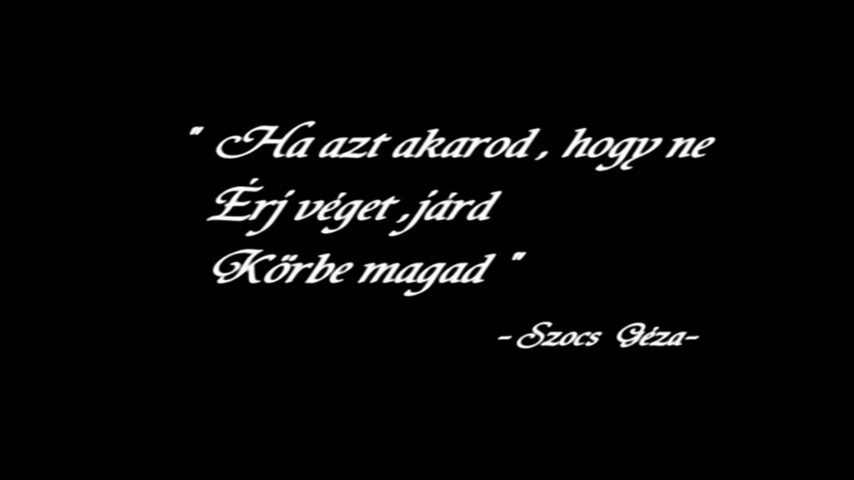 " Ha azt akarod , hogy ne
Érj véget ,járd
Körbe magad "
- Szocs Géza-